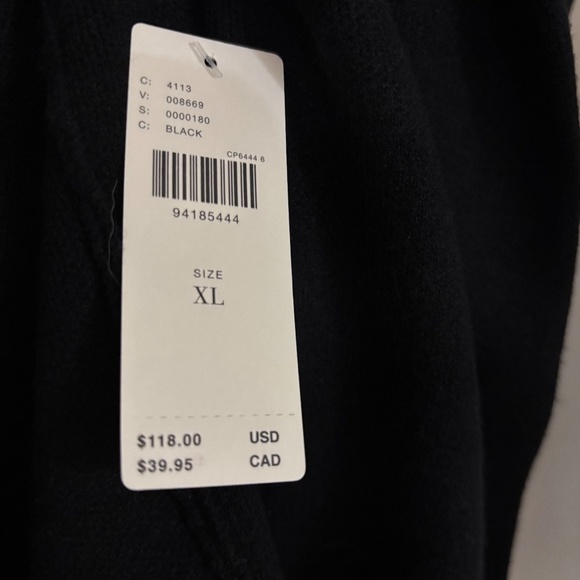 C: 4113
V: 008669
S: 0000180
C: BLACK
CP6444 6
94185444
SIZE
XL
$118.00 USD
$39.95 CAD